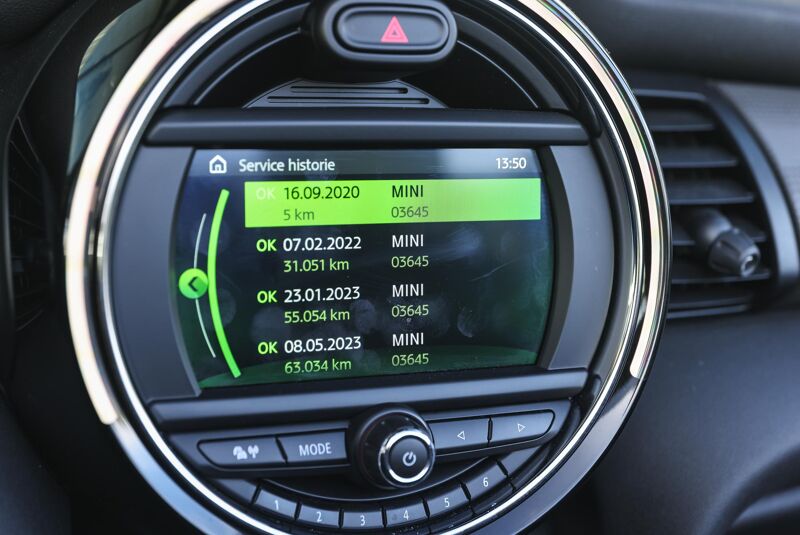 Service historie 13:50
OK 16.09.2020 MINI
5 km 03645
OK 07.02.2022 MINI
31.051 km 03645
OK 23.01.2023 MINI
55.054 km 03645
OK 08.05.2023 MINI
63.034 km 03645
MODE
1 2 3 4 5 6